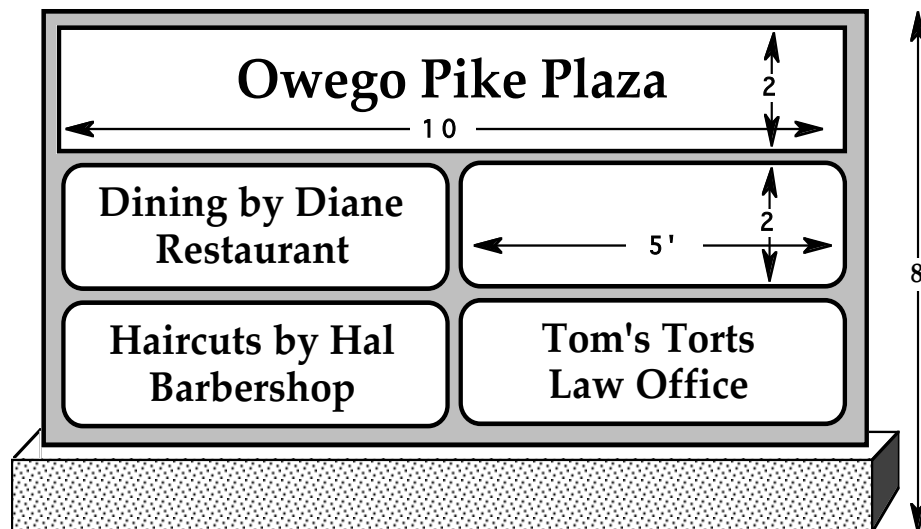 Owego Pike Plaza
2
10
Dining by Diane
Restaurant
2
5'
8
Haircuts by Hal
Barbershop
Tom's Torts
Law Office